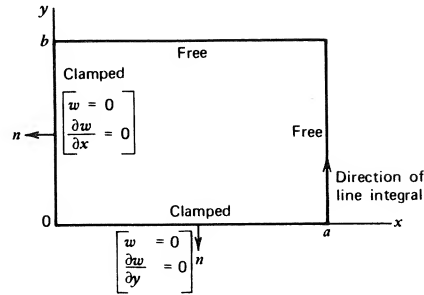 y
b
Free
Clamped
w = 0
∂w/∂x = 0
n
Free
Direction of
line integral
Clamped
0
a
x
w = 0
∂w/∂y = 0
n